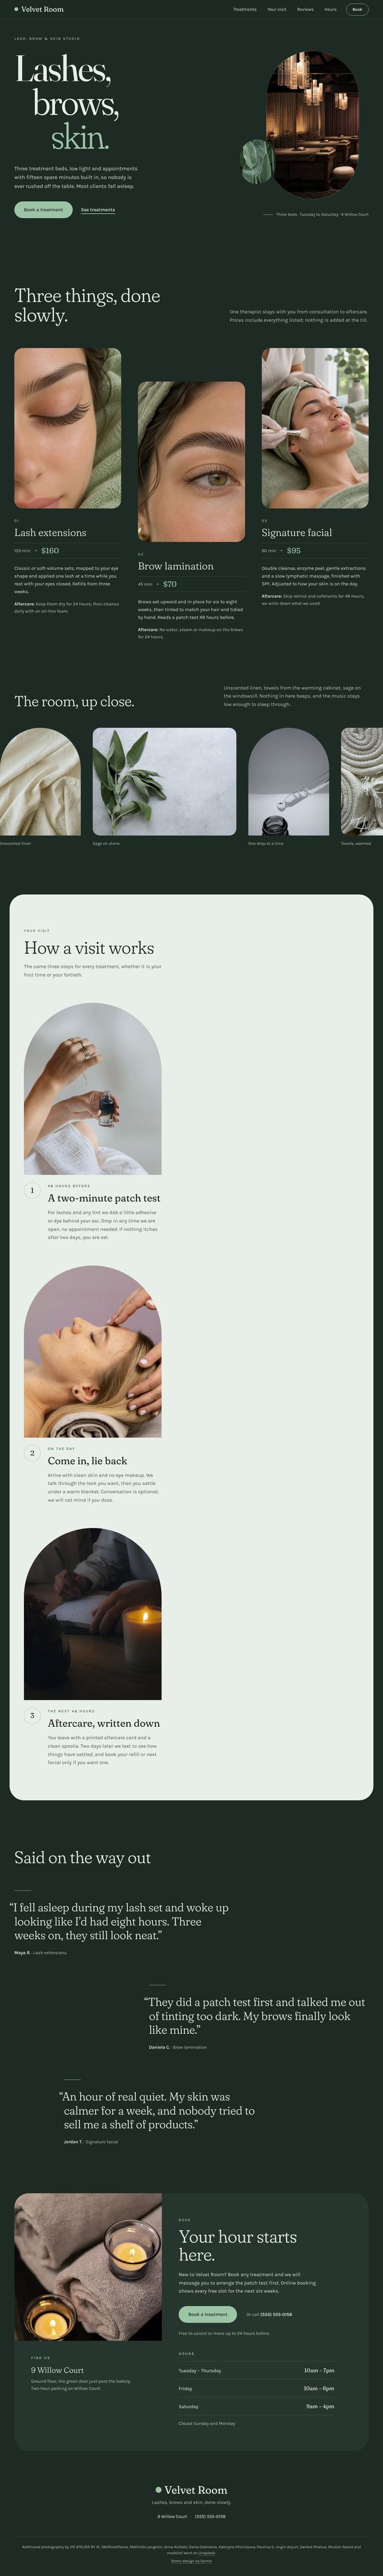 Velvet Room
Treatments
Your visit
Reviews
Hours
Book
LASH, BROW & SKIN STUDIO
Lashes,
brows,
skin.
Three treatment beds, low light and appointments
with fifteen spare minutes built in, so nobody is
ever rushed off the table. Most clients fall asleep.
Book a treatment
See treatments
Three beds · Tuesday to Saturday · 9 Willow Court
Three things, done
slowly.
One therapist stays with you from consultation to aftercare.
Prices include everything listed; nothing is added at the till.
01
Lash extensions
125 min • $160
Classic or soft-volume sets, mapped to your eye
shape and applied one lash at a time while you
rest with your eyes closed. Refills from three
weeks.
Aftercare: Keep them dry for 24 hours, then cleanse
daily with an oil-free foam.
02
Brow lamination
45 min • $70
Brows set upward and in place for six to eight
weeks, then tinted to match your hair and tidied
by hand. Needs a patch test 48 hours before.
Aftercare: No water, steam or makeup on the brows
for 24 hours.
03
Signature facial
60 min • $95
Double cleanse, enzyme peel, gentle extractions
and a slow lymphatic massage, finished with
SPF. Adjusted to how your skin is on the day.
Aftercare: Skip retinol and exfoliants for 48 hours;
we write down what we used.
The room, up close.
Unscented linen, towels from the warming cabinet, sage on
the windowsill. Nothing in here beeps, and the music stays
low enough to sleep through.
Unscented linen
Sage on stone
One drop at a time
Towels, warmed
YOUR VISIT
How a visit works
The same three steps for every treatment, whether it is your
first time or your fortieth.
1
48 HOURS BEFORE
A two-minute patch test
For lashes and any tint we dab a little adhesive
or dye behind your ear. Drop in any time we are
open, no appointment needed. If nothing itches
after two days, you are set.
2
ON THE DAY
Come in, lie back
Arrive with clean skin and no eye makeup. We
talk through the look you want, then you settle
under a warm blanket. Conversation is optional;
we will not mind if you doze.
3
THE NEXT 48 HOURS
Aftercare, written down
You leave with a printed aftercare card and a
clean spoolie. Two days later we text to see how
things have settled, and book your refill or next
facial only if you want one.
Said on the way out
“I fell asleep during my lash set and woke up
looking like I’d had eight hours. Three
weeks on, they still look neat.”
Maya R. · Lash extensions
“They did a patch test first and talked me out
of tinting too dark. My brows finally look
like mine.”
Daniela C. · Brow lamination
“An hour of real quiet. My skin was
calmer for a week, and nobody tried to
sell me a shelf of products.”
Jordan T. · Signature facial
FIND US
9 Willow Court
Ground floor, the green door just past the bakery.
Two-hour parking on Willow Court.
BOOK
Your hour starts
here.
New to Velvet Room? Book any treatment and we will
message you to arrange the patch test first. Online booking
shows every free slot for the next six weeks.
Book a treatment
Or call (555) 555-0158
Free to cancel or move up to 24 hours before.
HOURS
Tuesday – Thursday 10am – 7pm
Friday 10am – 6pm
Saturday 9am – 4pm
Closed Sunday and Monday
Velvet Room
Lashes, brows and skin, done slowly.
9 Willow Court · (555) 555-0158